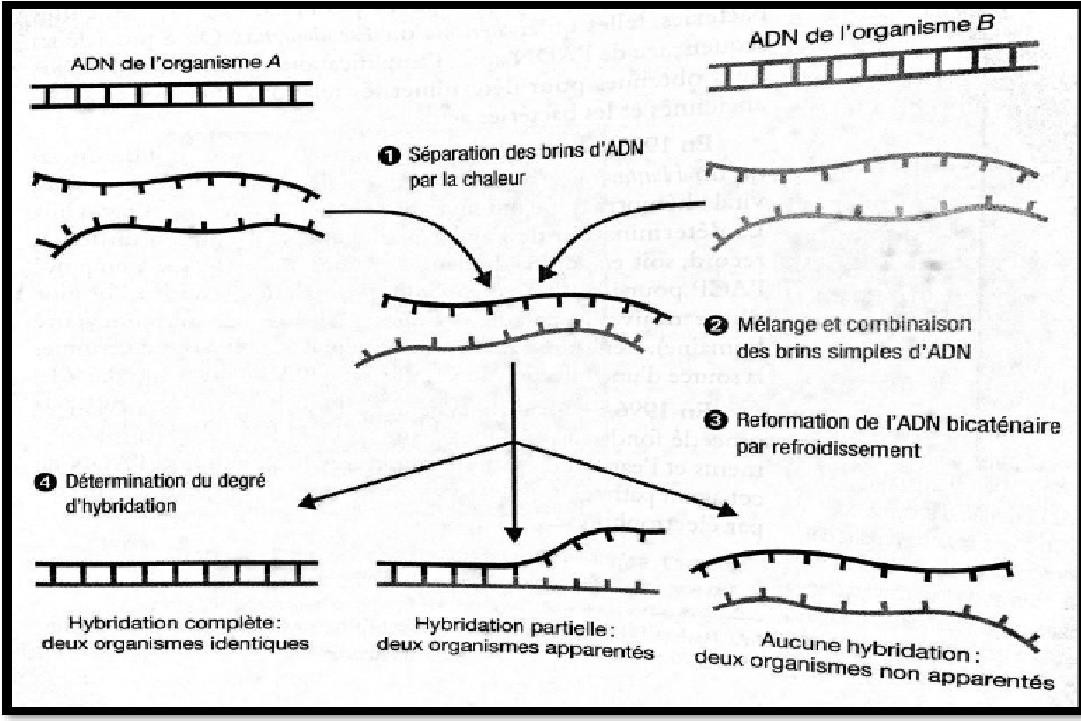 ADN de l'organisme A
ADN de l'organisme B
❶ Séparation des brins d'ADN
par la chaleur
❷ Mélange et combinaison
des brins simples d'ADN
❸ Reformation de l'ADN bicaténaire
par refroidissement
❹ Détermination du degré
d'hybridation
Hybridation complète :
deux organismes identiques
Hybridation partielle :
deux organismes apparentés
Aucune hybridation :
deux organismes non apparentés